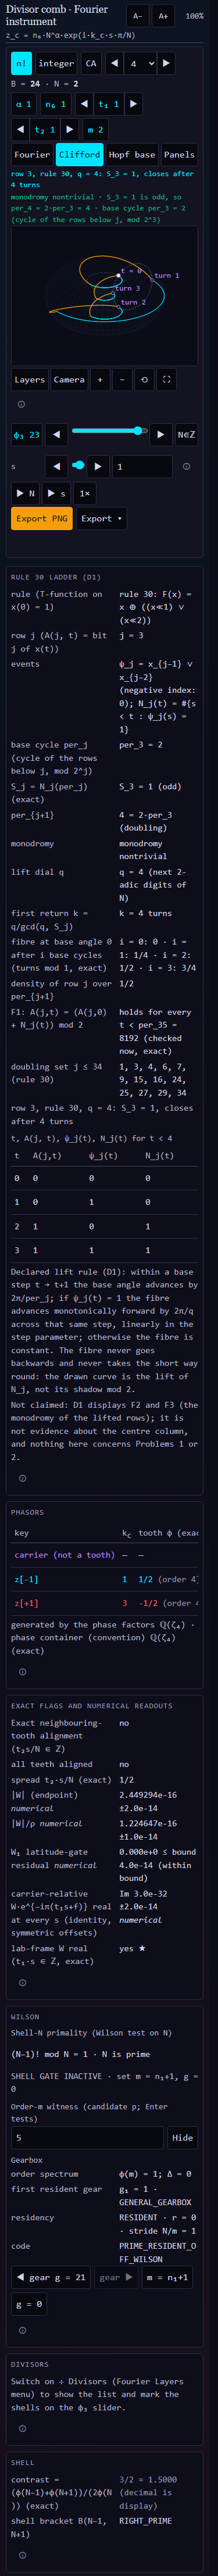 Divisor comb · Fourier instrument
A− A+ 100%
z_c = n₀·N^α·exp(i·k_c·s·π/N)
n! integer CA ◀ 4 ▶
B = 24 · N = 2
α 1 n₀ 1 ◀ t₁ 1 ▶
◀ t₂ 1 ▶ m 2
Fourier Clifford Hopf base Panels
row 3, rule 30, q = 4: S_3 = 1, closes after
4 turns
monodromy nontrivial · S_3 = 1 is odd, so
per_4 = 2·per_3 = 4 · base cycle per_3 = 2
(cycle of the rows below j, mod 2^3)
t = 0
turn 1
turn 3
turn 2
Layers Camera + − ⟲ ⛶
ⓘ
ϕ₃ 23 ◀ ▶ N∈ℤ
s ◀ ▶ 1 ⓘ
▶ N ▶ s 1×
Export PNG Export ▾
RULE 30 LADDER (D1)
rule (T-function on x(0) = 1) rule 30: F(x) = x ⊕ ((x≪1) ∨ (x≪2))
row j (A(j, t) = bit j of x(t)) j = 3
events ψ_j = x_{j−1} ∨ x_{j−2} (negative index: 0); N_j(t) = #{s < t : ψ_j(s) = 1}
base cycle per_j (cycle of the rows below j, mod 2^j) per_3 = 2
S_j = N_j(per_j) (exact) S_3 = 1 (odd)
per_{j+1} 4 = 2·per_3 (doubling)
monodromy monodromy nontrivial
lift dial q q = 4 (next 2-adic digits of N)
first return k = q/gcd(q, S_j) k = 4 turns
fibre at base angle 0 after i base cycles (turns mod 1, exact) i = 0: 0 · i = 1: 1/4 · i = 2: 1/2 · i = 3: 3/4
density of row j over per_{j+1} 1/2
F1: A(j,t) = (A(j,0) + N_j(t)) mod 2 holds for every t < per_35 = 8192 (checked now, exact)
doubling set j ≤ 34 (rule 30) 1, 3, 4, 6, 7, 9, 15, 16, 24, 25, 27, 29, 34
row 3, rule 30, q = 4: S_3 = 1, closes after 4 turns
t, A(j, t), ψ_j(t), N_j(t) for t < 4
t A(j,t) ψ_j(t) N_j(t)
0 0 0 0
1 0 1 0
2 1 0 1
3 1 1 1
Declared lift rule (D1): within a base
step t → t+1 the base angle advances by
2π/per_j; if ψ_j(t) = 1 the fibre
advances monotonically forward by 2π/q
across that same step, linearly in the
step parameter; otherwise the fibre is
constant. The fibre never goes
backwards and never takes the short way
round: the drawn curve is the lift of
N_j, not its shadow mod 2.
Not claimed: D1 displays F2 and F3 (the
monodromy of the lifted rows); it is
not evidence about the centre column,
and nothing here concerns Problems 1 or
2.
ⓘ
PHASORS
key k_c tooth ϕ (exac
carrier (not a tooth) — —
z[-1] 1 1/2 (order 4)
z[+1] 3 -1/2 (order 4
generated by the phase factors ℚ(ζ₄) ·
phase container (convention) ℚ(ζ₄)
(exact)
ⓘ
EXACT FLAGS AND NUMERICAL READOUTS
Exact neighbouring-tooth alignment (t₂s/N ∈ ℤ) no
all teeth aligned no
spread t₂·s/N (exact) 1/2
|W| (endpoint) numerical 2.449294e-16 ±2.0e-14
|W|/ρ numerical 1.224647e-16 ±1.0e-14
W₁ latitude-gate residual numerical 0.000e+0 ≤ bound 4.0e-14 (within bound)
carrier-relative W·e^{−iπ(t₁s+f)} real at every s (identity, symmetric offsets) Im 3.0e-32 ±2.0e-14 numerical
lab-frame W real (t₁·s ∈ ℤ, exact) yes ★
ⓘ
WILSON
Shell-N primality (Wilson test on N)
(N−1)! mod N = 1 · N is prime
SHELL GATE INACTIVE · set m = n₁+1, g =
0
Order-m witness (candidate p; Enter
tests)
5 Hide
Gearbox
order spectrum ϕ(m) = 1; Δ = 0
first resident gear g₁ = 1 · GENERAL_GEARBOX
residency RESIDENT · r = 0 · stride N/m = 1
code PRIME_RESIDENT_OFF_WILSON
◀ gear g = 21 gear ▶ m = n₁+1
g = 0
ⓘ
DIVISORS
Switch on ÷ Divisors (Fourier Layers
menu) to show the list and mark the
shells on the ϕ₃ slider.
ⓘ
SHELL
contrast = (ϕ(N−1)+ϕ(N+1))/(2ϕ(N)) (exact) 3/2 = 1.5000 (decimal is display)
shell bracket B(N−1, N+1) RIGHT_PRIME
ⓘ